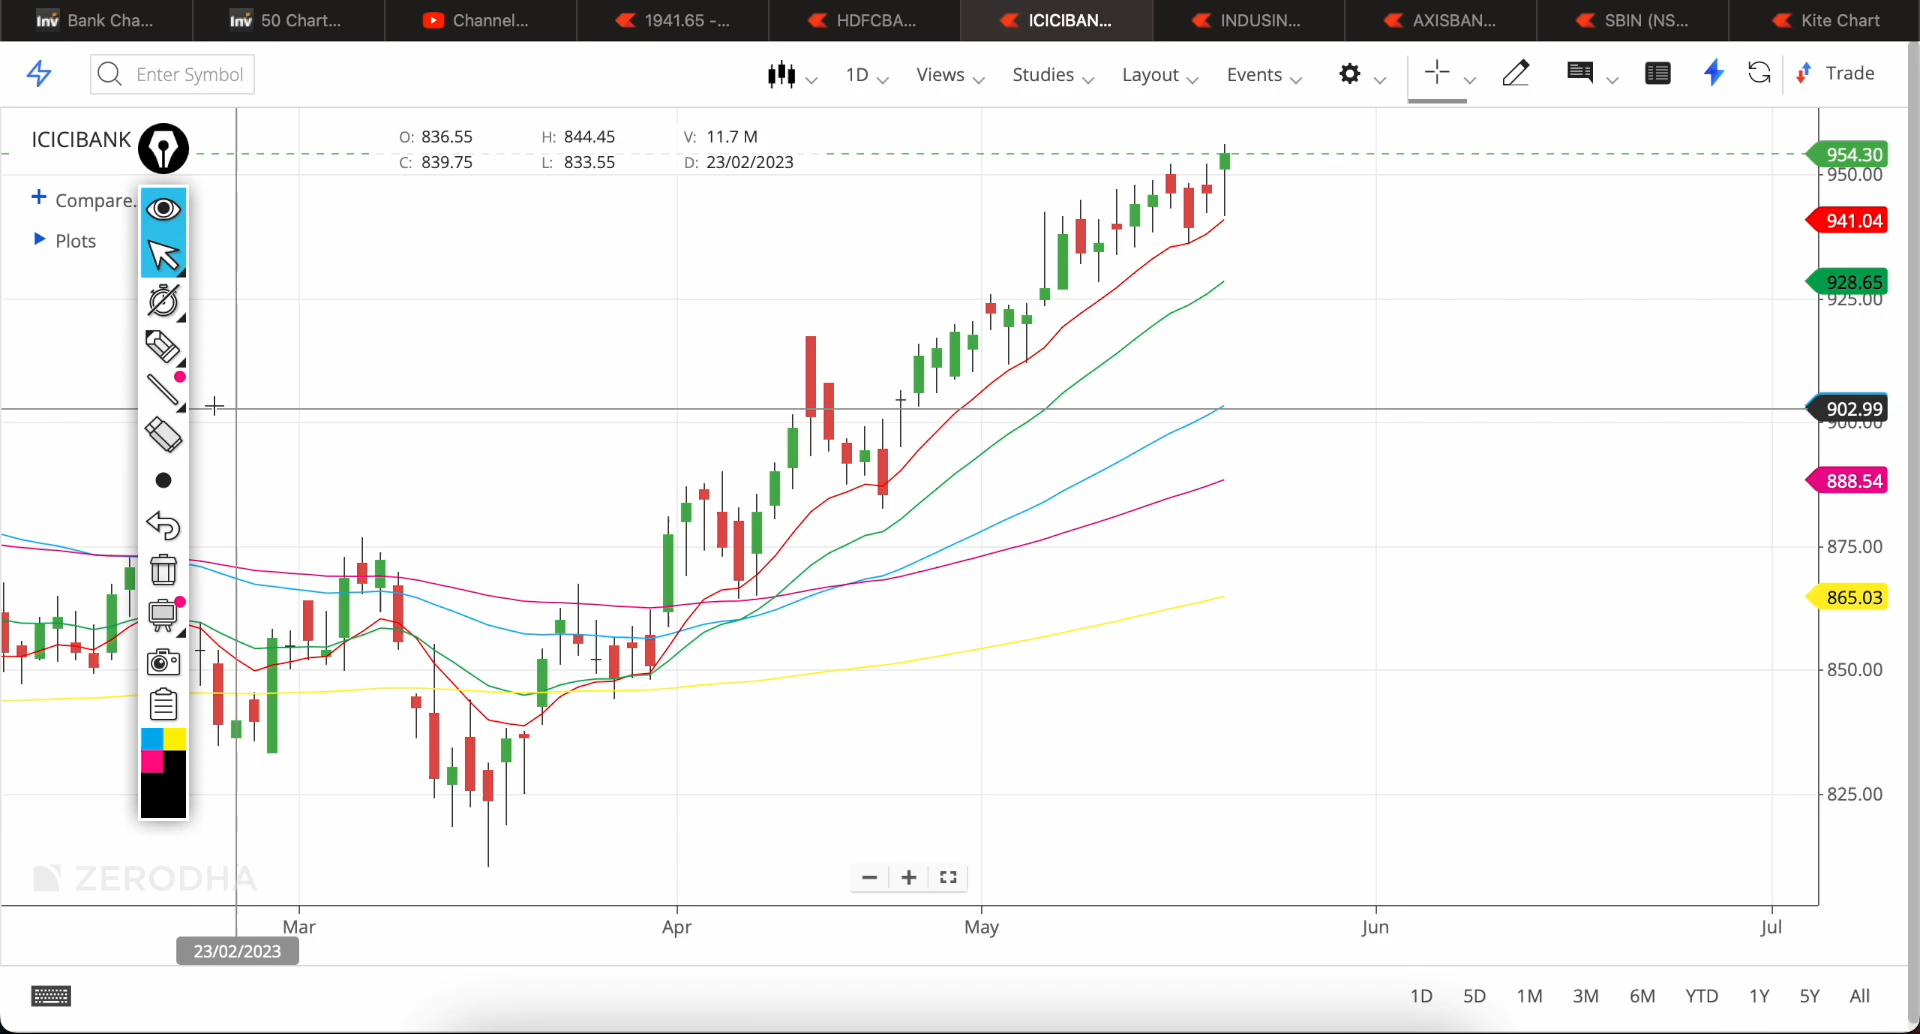 Bank Cha...
50 Chart...
Channel...
1941.65 -...
HDFCBA...
ICICIBAN...
INDUSIN...
AXISBAN...
SBIN (NS...
Kite Chart
Enter Symbol
1D
Views
Studies
Layout
Events
Trade
ICICIBANK
O: 836.55
H: 844.45
V: 11.7 M
C: 839.75
L: 833.55
D: 23/02/2023
Compare.
Plots
954.30
950.00
941.04
928.65
925.00
902.99
900.00
888.54
875.00
865.03
850.00
825.00
ZERODHA
Mar
Apr
May
Jun
Jul
23/02/2023
1D
5D
1M
3M
6M
YTD
1Y
5Y
All